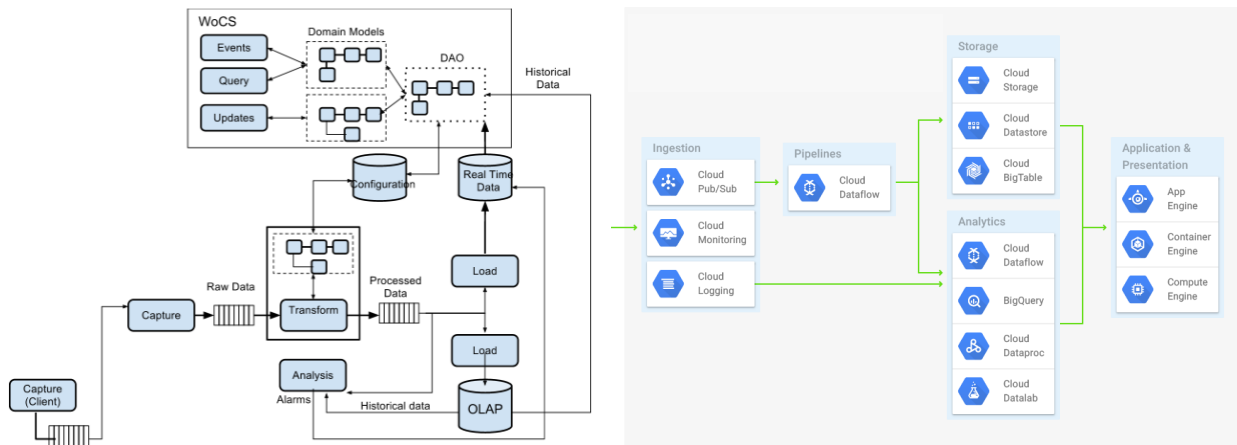 WoCS
Domain Models
Events
Query
Updates
DAO
Historical
Data
Configuration
Real Time
Data
Load
Raw Data
Processed
Data
Capture
Transform
Load
Analysis
Alarms
Capture
(Client)
Historical data
OLAP
Ingestion
Cloud
Pub/Sub
Cloud
Monitoring
Cloud
Logging
Pipelines
Cloud
Dataflow
Storage
Cloud
Storage
Cloud
Datastore
Cloud
BigTable
Analytics
Cloud
Dataflow
BigQuery
Cloud
Dataproc
Cloud
Datalab
Application &
Presentation
App
Engine
Container
Engine
Compute
Engine